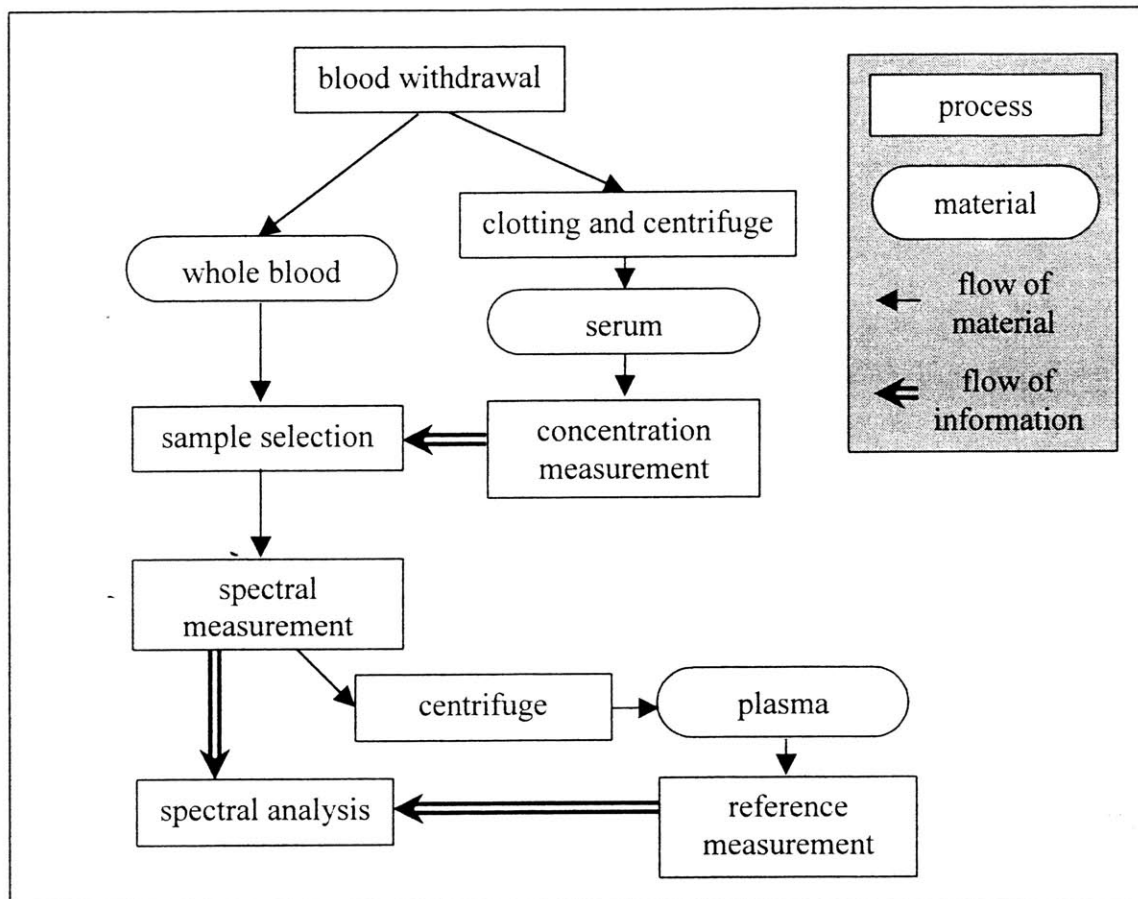 blood withdrawal
whole blood
clotting and centrifuge
serum
sample selection
concentration
measurement
spectral
measurement
centrifuge
plasma
spectral analysis
reference
measurement
process
material
flow of
material
flow of
information